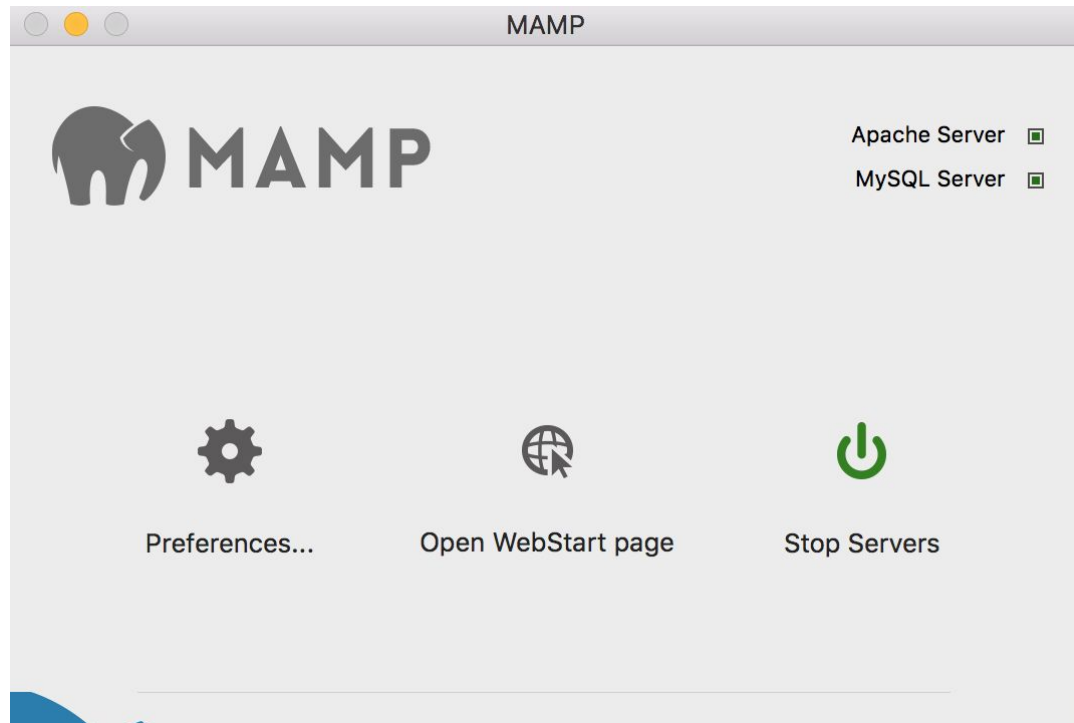 MAMP
MAMP
Apache Server
MySQL Server
Preferences...
Open WebStart page
Stop Servers